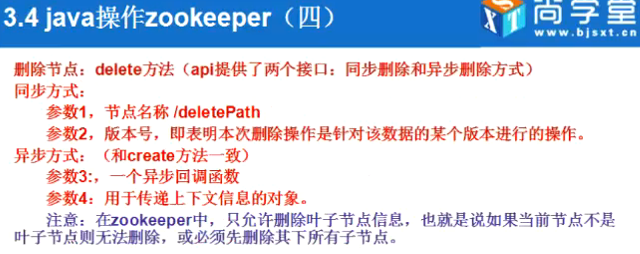 3.4 java操作zookeeper（四）
尚学堂
www.bjsxt.com
删除节点：delete方法（api提供了两个接口：同步删除和异步删除方式）
同步方式：
参数1，节点名称 /deletePath
参数2，版本号，即表明本次删除操作是针对该数据的某个版本进行的操作。
异步方式：（和create方法一致）
参数3:，一个异步回调函数
参数4：用于传递上下文信息的对象。
注意：在zookeeper中，只允许删除叶子节点信息，也就是说如果当前节点不是
叶子节点则无法删除，或必须先删除其下所有子节点。